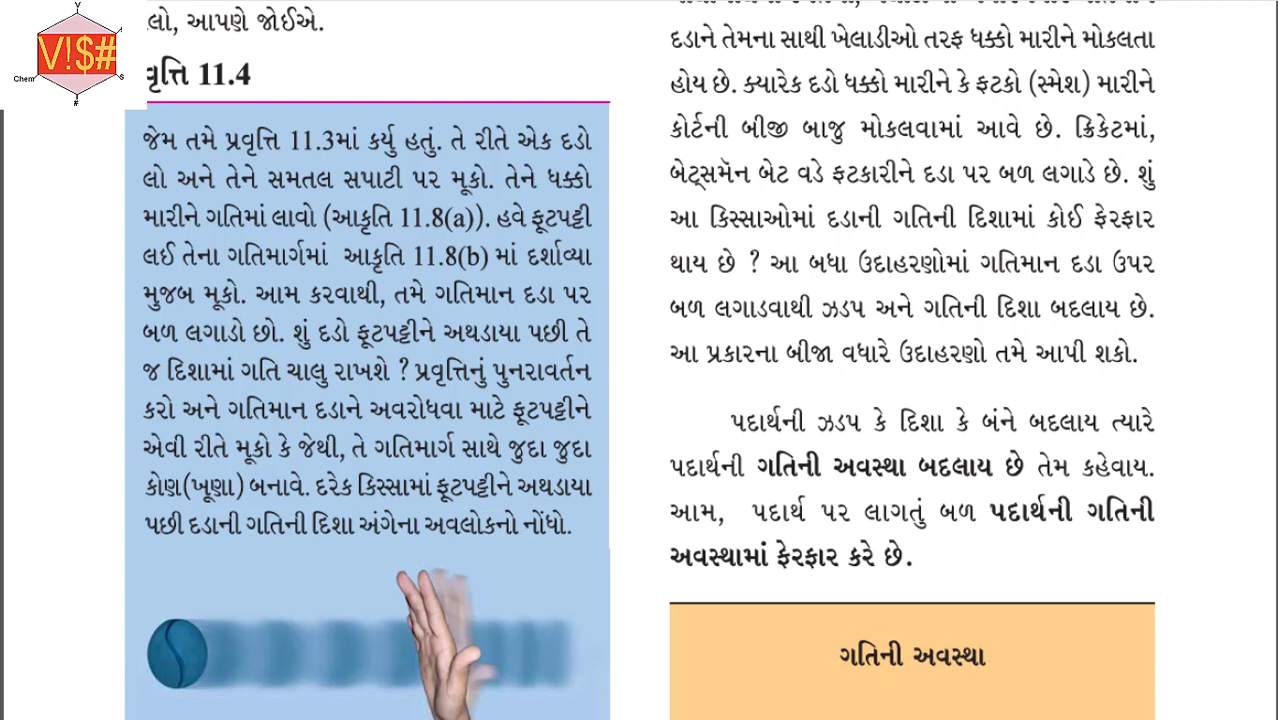 Y
V!$#
Chem
S
#
લો, આપણે જોઈએ.
વૃત્તિ 11.4
જેમ તમે પ્રવૃત્તિ 11.3માં કર્યુ હતું. તે રીતે એક દડો
લો અને તેને સમતલ સપાટી પર મૂકો. તેને ધક્કો
મારીને ગતિમાં લાવો (આકૃતિ 11.8(a)). હવે ફૂટપટ્ટી
લઈ તેના ગતિમાર્ગમાં આકૃતિ 11.8(b) માં દર્શાવ્યા
મુજબ મૂકો. આમ કરવાથી, તમે ગતિમાન દડા પર
બળ લગાડો છો. શું દડો ફૂટપટ્ટીને અથડાયા પછી તે
જ દિશામાં ગતિ ચાલુ રાખશે ? પ્રવૃત્તિનું પુનરાવર્તન
કરો અને ગતિમાન દડાને અવરોધવા માટે ફૂટપટ્ટીને
એવી રીતે મૂકો કે જેથી, તે ગતિમાર્ગ સાથે જુદા જુદા
કોણ(ખૂણા) બનાવે. દરેક કિસ્સામાં ફૂટપટ્ટીને અથડાયા
પછી દડાની ગતિની દિશા અંગેના અવલોકનો નોંધો.
દડાને તેમના સાથી ખેલાડીઓ તરફ ધક્કો મારીને મોકલતા
હોય છે. ક્યારેક દડો ધક્કો મારીને કે ફટકો (સ્મેશ) મારીને
કોર્ટની બીજી બાજુ મોકલવામાં આવે છે. ક્રિકેટમાં,
બેટ્સમૅન બેટ વડે ફટકારીને દડા પર બળ લગાડે છે. શું
આ કિસ્સાઓમાં દડાની ગતિની દિશામાં કોઈ ફેરફાર
થાય છે ? આ બધા ઉદાહરણોમાં ગતિમાન દડા ઉપર
બળ લગાડવાથી ઝડપ અને ગતિની દિશા બદલાય છે.
આ પ્રકારના બીજા વધારે ઉદાહરણો તમે આપી શકો.
પદાર્થની ઝડપ કે દિશા કે બંને બદલાય ત્યારે
પદાર્થની ગતિની અવસ્થા બદલાય છે તેમ કહેવાય.
આમ, પદાર્થ પર લાગતું બળ પદાર્થની ગતિની
અવસ્થામાં ફેરફાર કરે છે.
ગતિની અવસ્થા